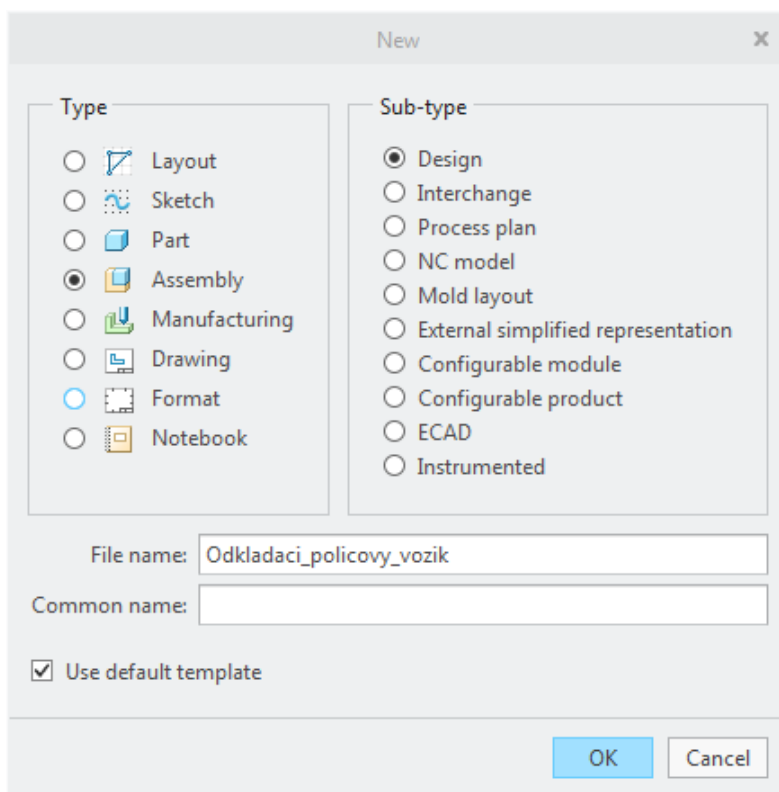 New
Type
Layout
Sketch
Part
Assembly
Manufacturing
Drawing
Format
Notebook
Sub-type
Design
Interchange
Process plan
NC model
Mold layout
External simplified representation
Configurable module
Configurable product
ECAD
Instrumented
File name: Odkladaci_policovy_vozik
Common name:
Use default template
OK Cancel